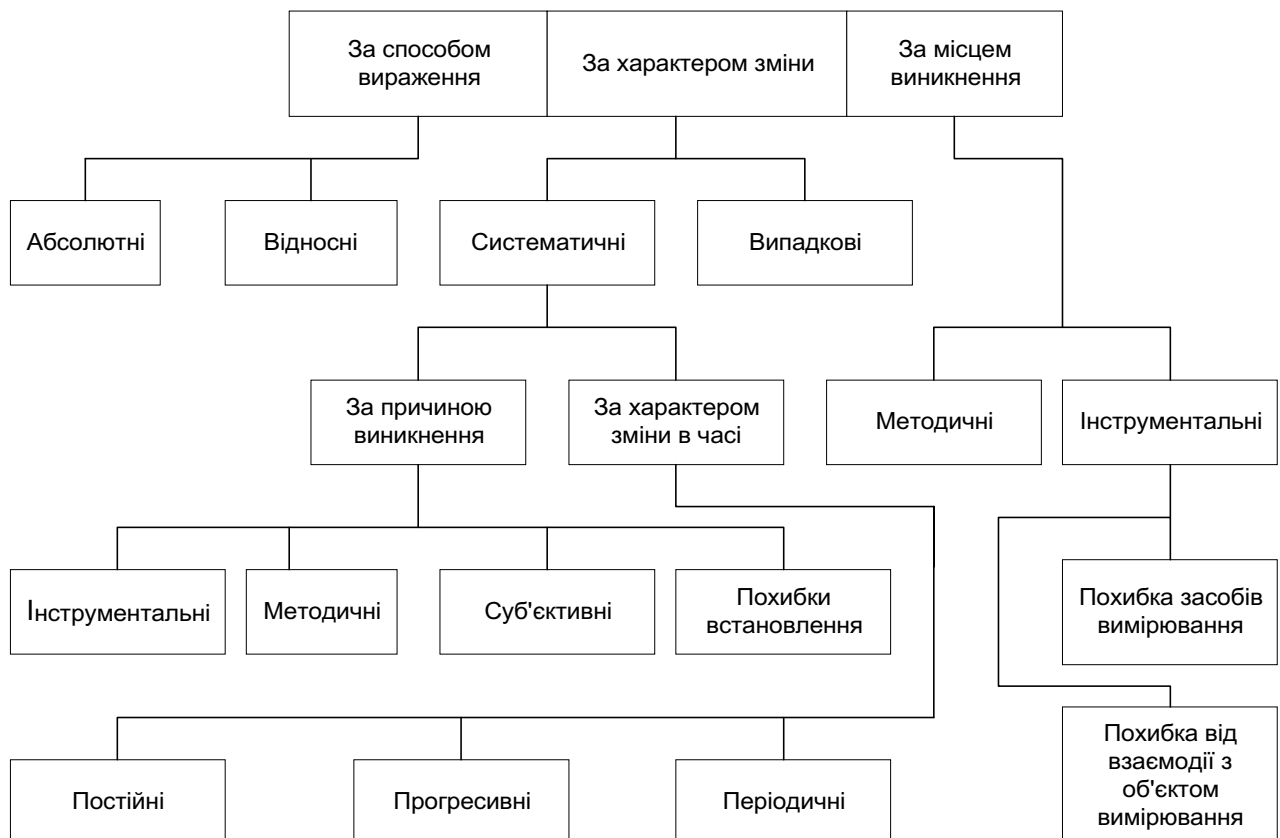 За способом
вираження
За характером зміни
За місцем
виникнення
Абсолютні
Відносні
Систематичні
Випадкові
За причиною
виникнення
За характером
зміни в часі
Методичні
Інструментальні
Інструментальні
Методичні
Суб'єктивні
Похибки
встановлення
Похибка засобів
вимірювання
Постійні
Прогресивні
Періодичні
Похибка від
взаємодії з
об'єктом
вимірювання